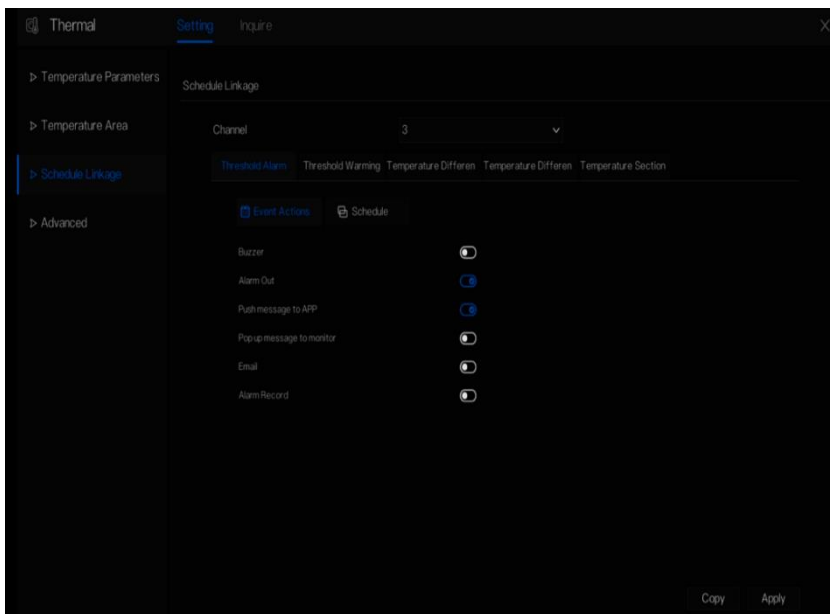 Thermal Setting Inquire X
Temperature Parameters
Schedule Linkage
Temperature Area
Channel 3
Threshold Alarm Threshold Warming Temperature Differen Temperature Differen Temperature Section
Schedule Linkage
Event Actions Schedule
Advanced
Buzzer
Alarm Out
Push message to APP
Pop up message to monitor
Email
Alarm Record
Copy Apply